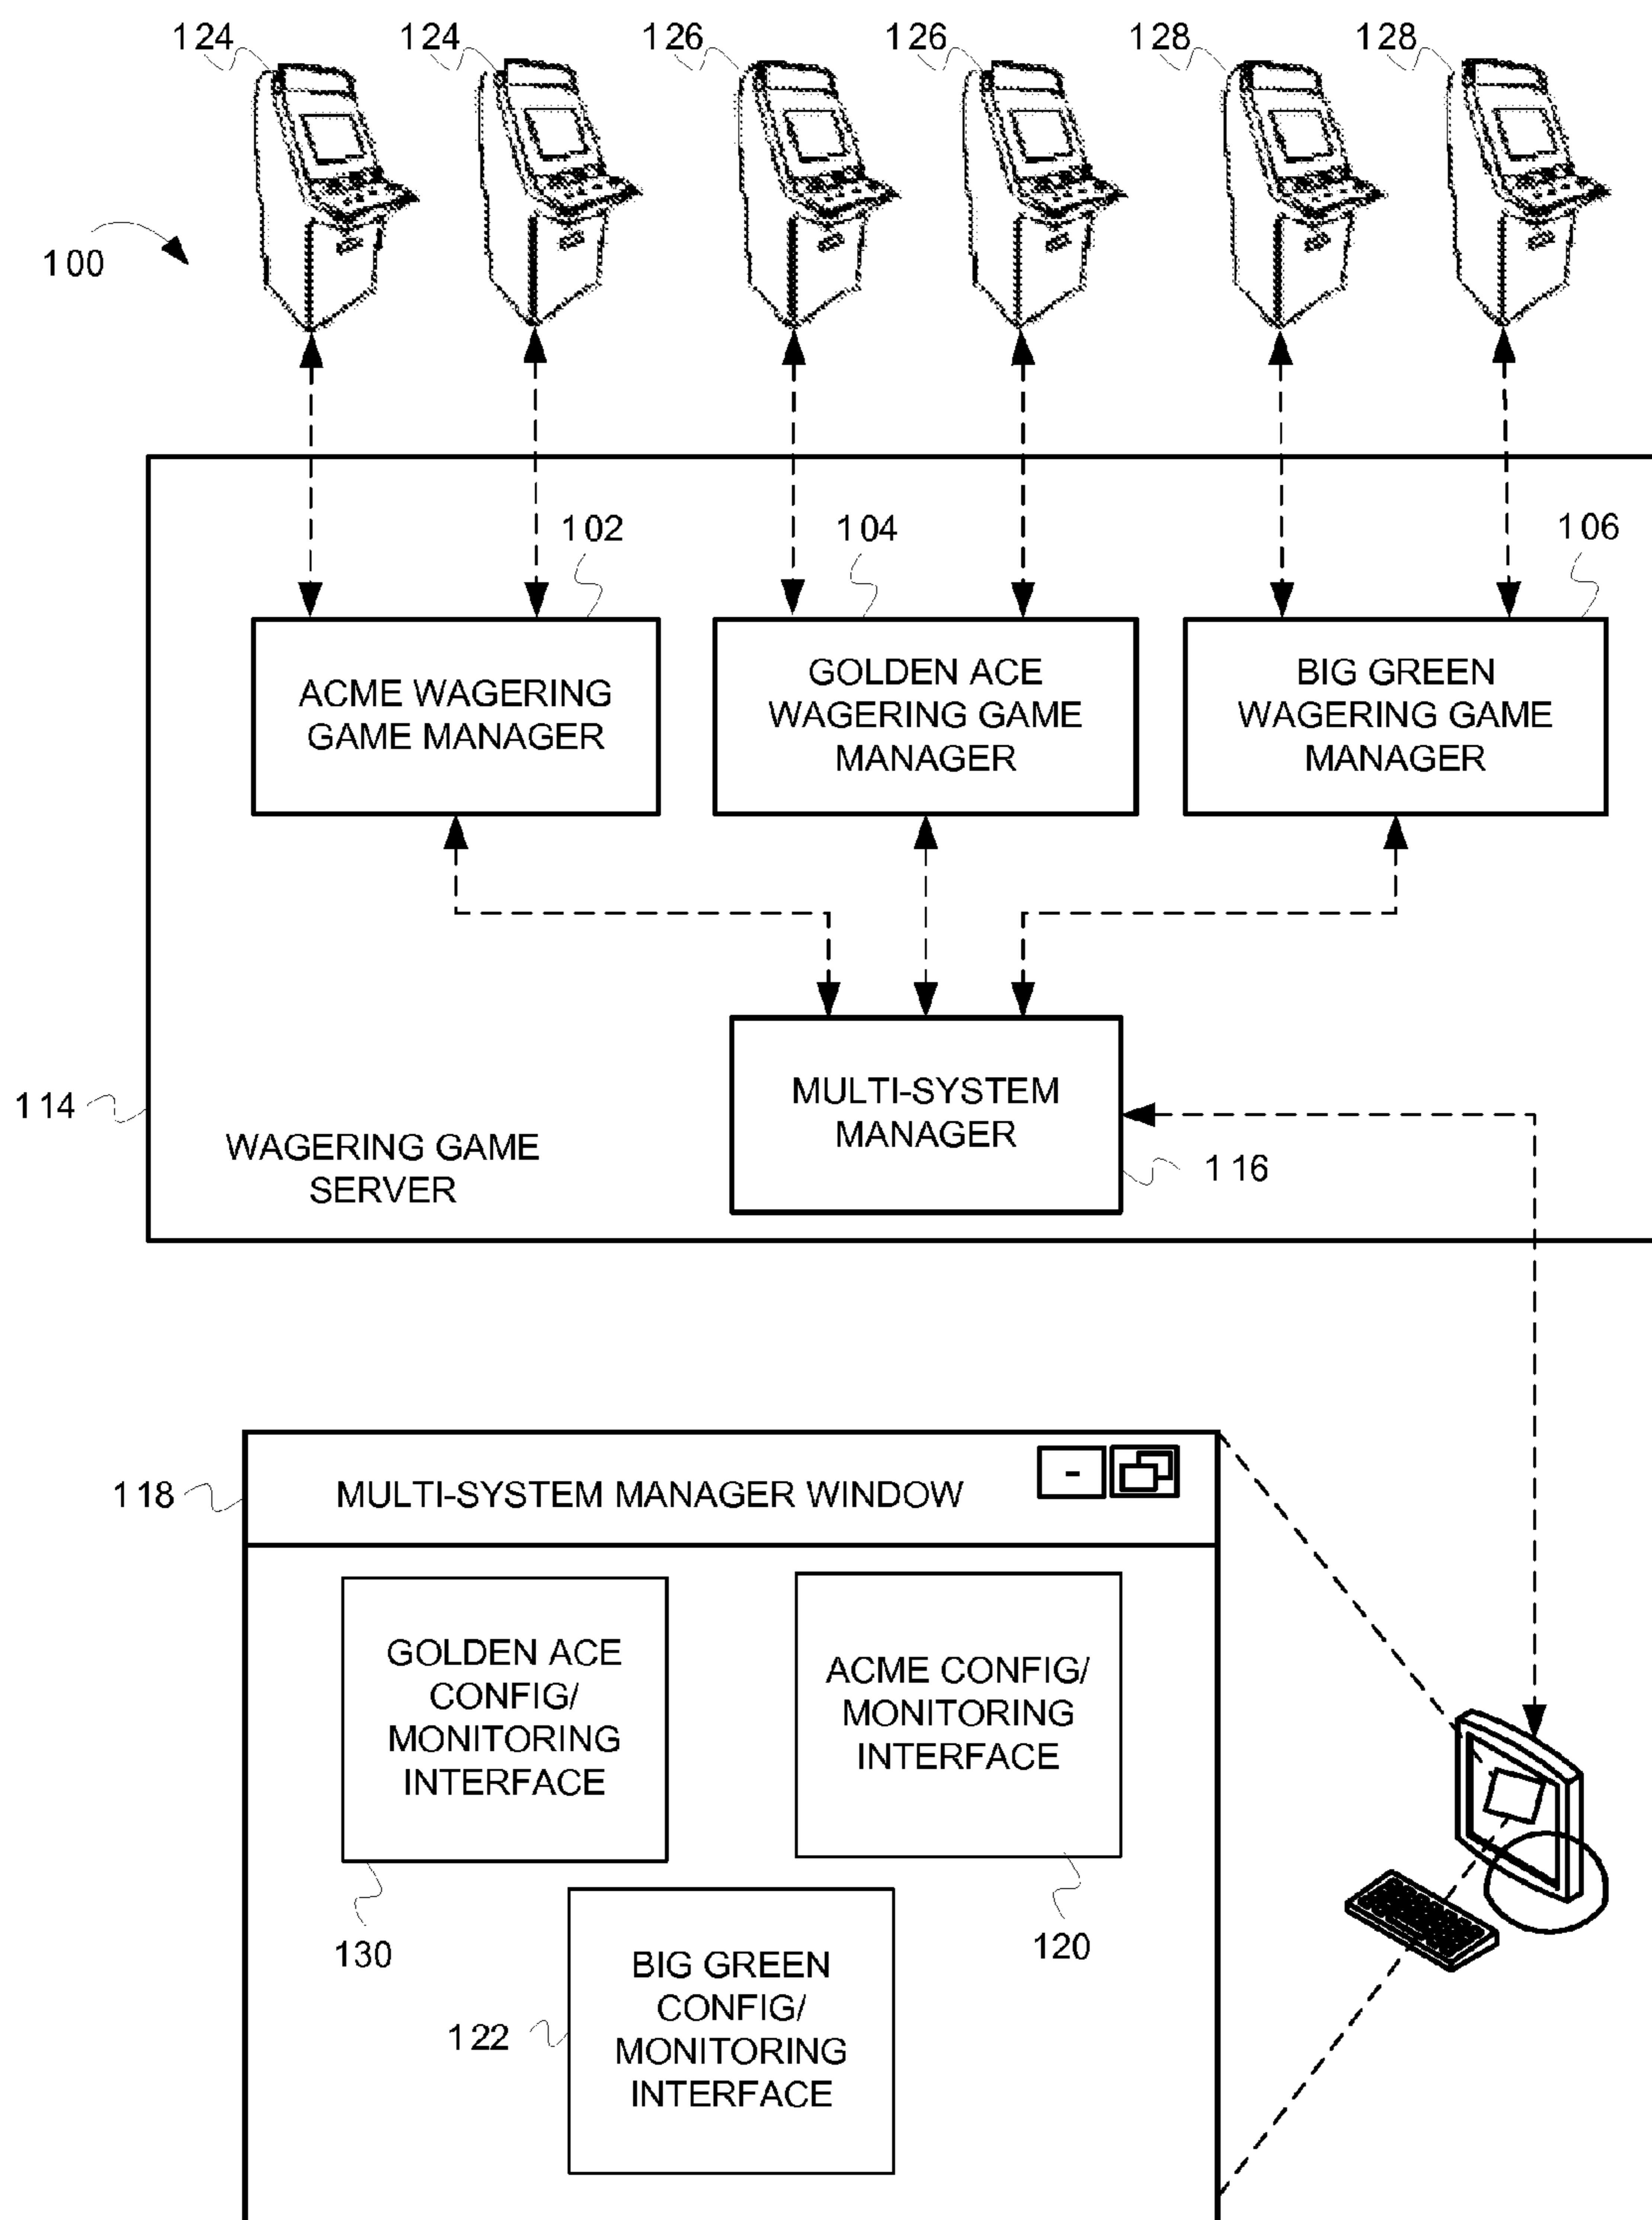 124
124
126
126
128
128
100
102
104
106
ACME WAGERING
GAME MANAGER
GOLDEN ACE
WAGERING GAME
MANAGER
BIG GREEN
WAGERING GAME
MANAGER
MULTI-SYSTEM
MANAGER
114
WAGERING GAME
SERVER
116
118
MULTI-SYSTEM MANAGER WINDOW
-
GOLDEN ACE
CONFIG/
MONITORING
INTERFACE
ACME CONFIG/
MONITORING
INTERFACE
130
120
BIG GREEN
CONFIG/
MONITORING
INTERFACE
122